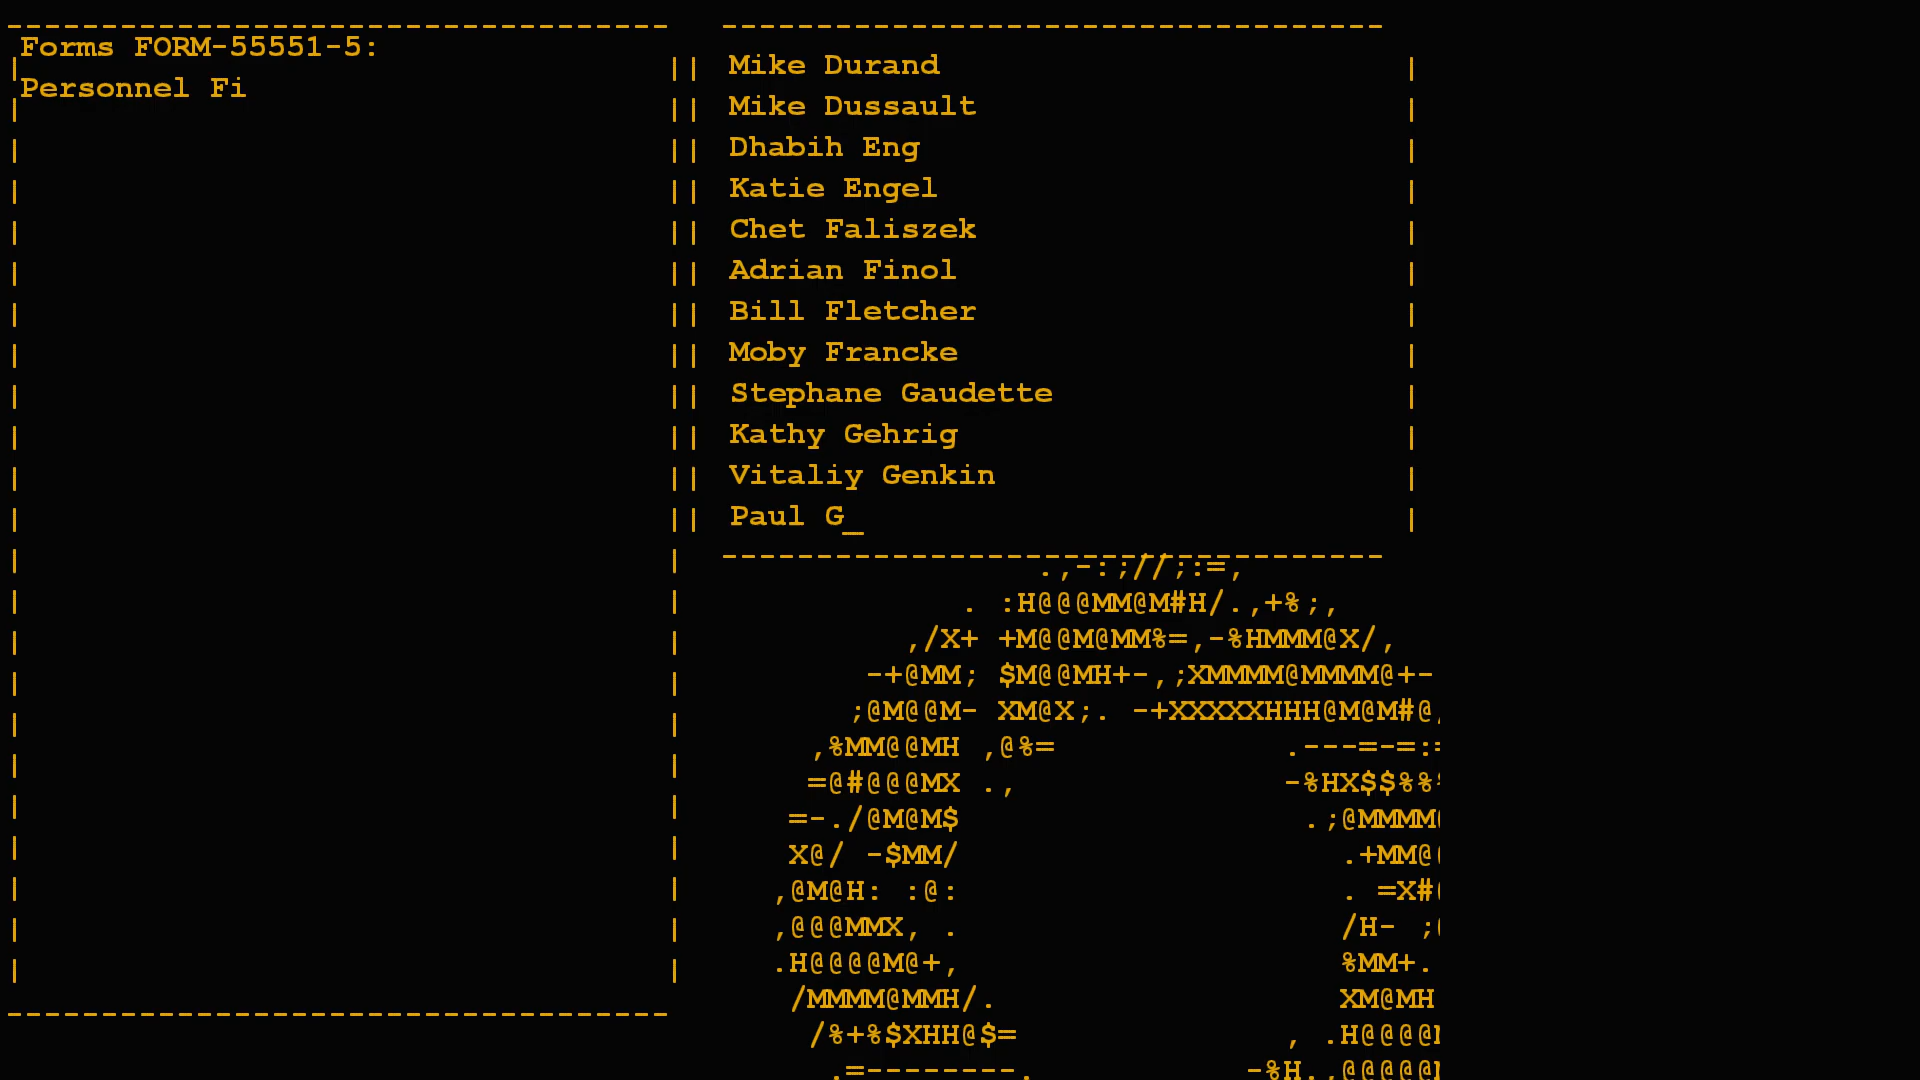 Forms FORM-55551-5:
Personnel Fi
Mike Durand
Mike Dussault
Dhabih Eng
Katie Engel
Chet Faliszek
Adrian Finol
Bill Fletcher
Moby Francke
Stephane Gaudette
Kathy Gehrig
Vitaliy Genkin
Paul G_